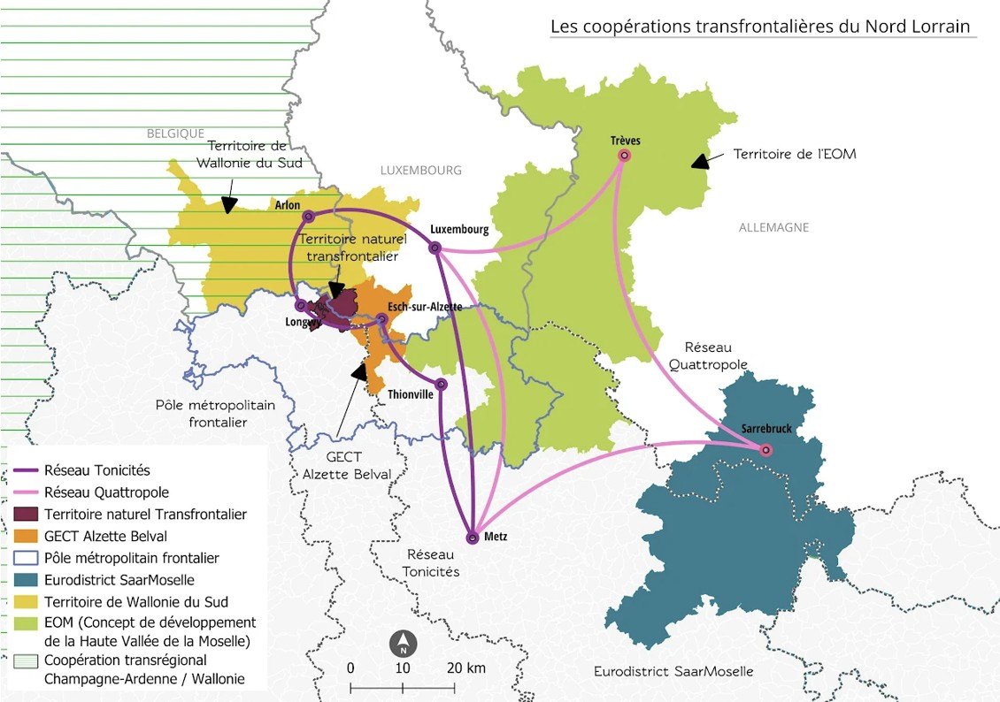 Les coopérations transfrontalières du Nord Lorrain
BELGIQUE
Territoire de
Wallonie du Sud
LUXEMBOURG
Trèves
Territoire de l'EOM
Arlon
Luxembourg
ALLEMAGNE
Territoire naturel
transfrontalier
Esch-sur-Alzette
Longwy
Réseau
Quattropole
Thionville
Pôle métropolitain
frontalier
Sarrebruck
GECT
Alzette Belval
Metz
Réseau
Tonicités
Eurodistrict SaarMoselle
Réseau Tonicités
Réseau Quattropole
Territoire naturel Transfrontalier
GECT Alzette Belval
Pôle métropolitain frontalier
Eurodistrict SaarMoselle
Territoire de Wallonie du Sud
EOM (Concept de développement
de la Haute Vallée de la Moselle)
Coopération transrégional
Champagne-Ardenne / Wallonie
N
0 10 20 km